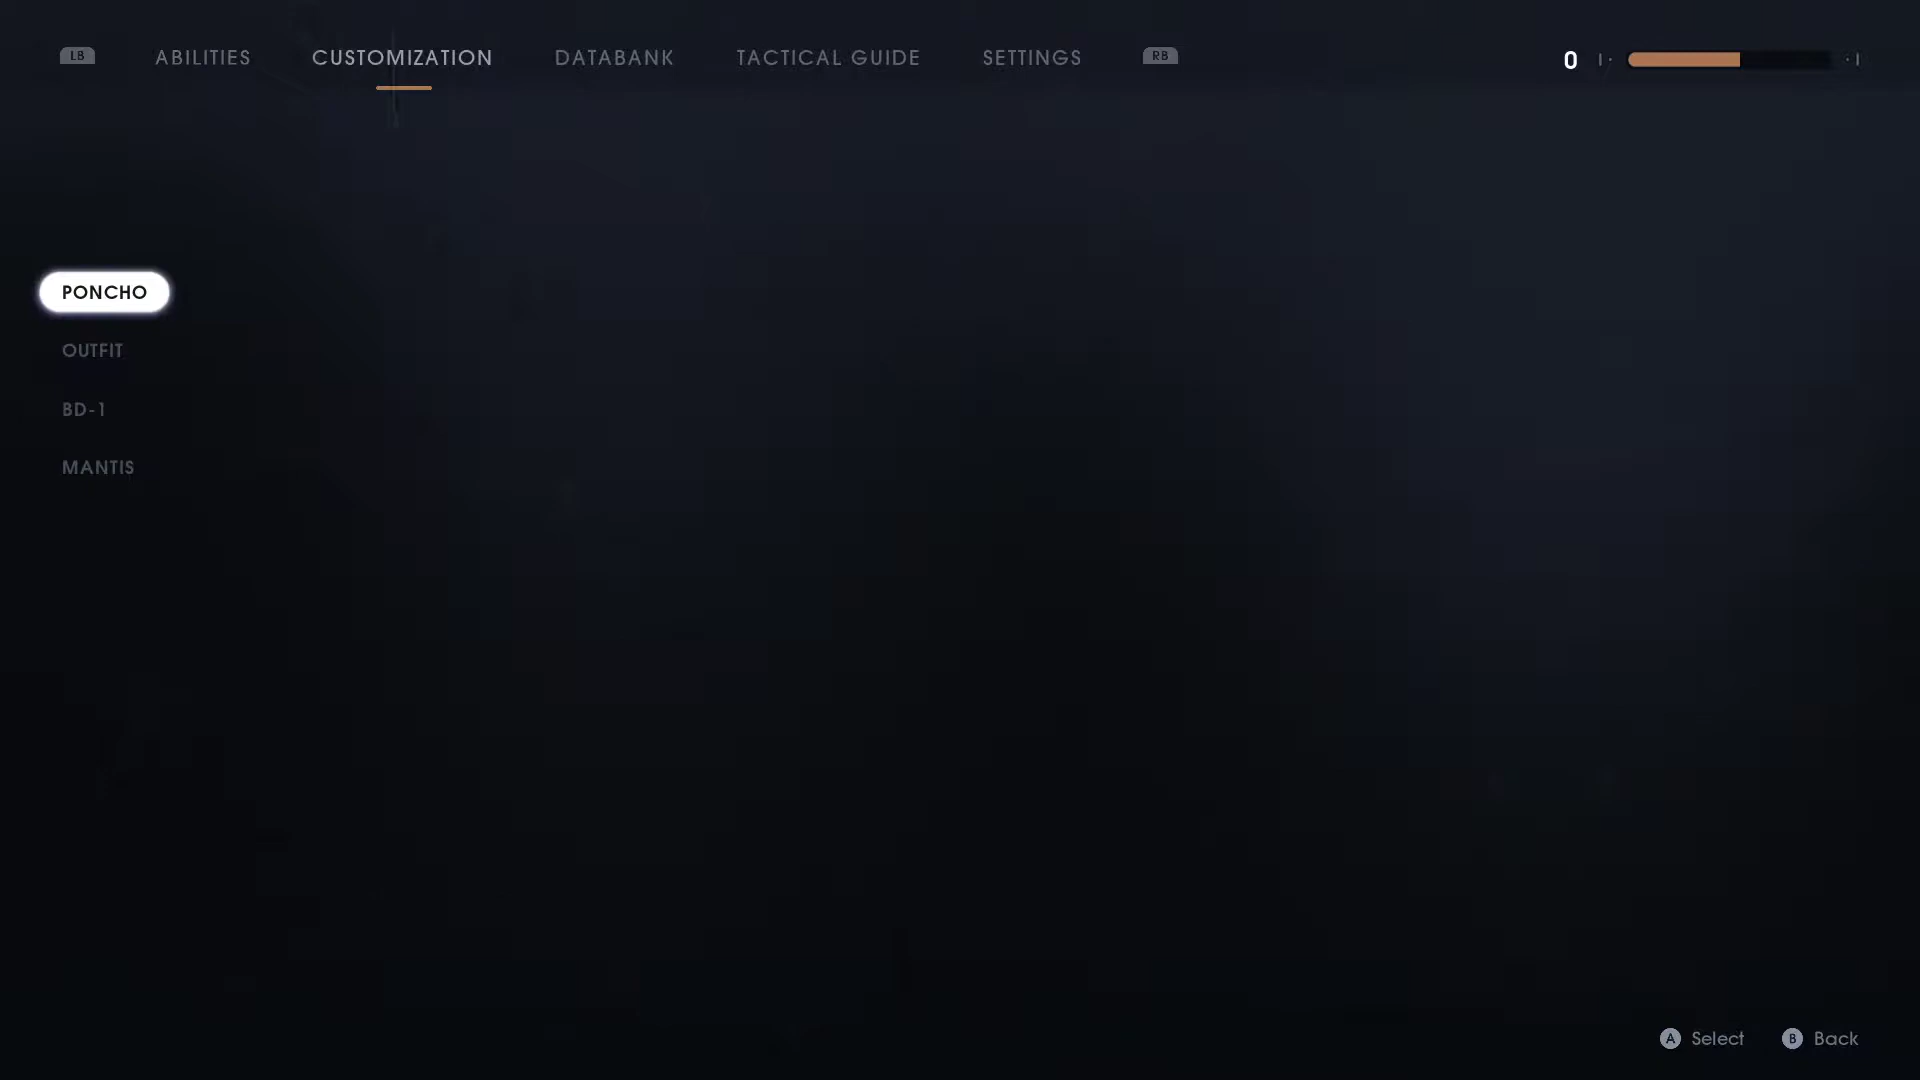 LB ABILITIES CUSTOMIZATION DATABANK TACTICAL GUIDE SETTINGS RB 0
PONCHO
OUTFIT
BD-1
MANTIS
A Select B Back